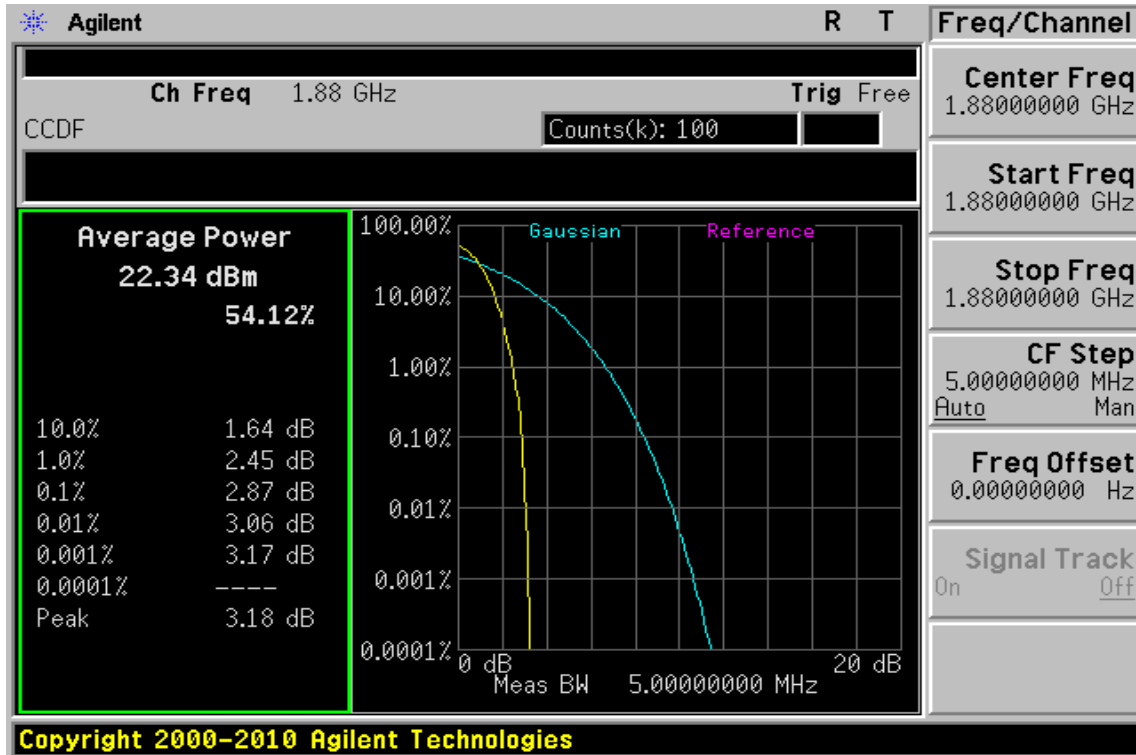 Agilent R T
Ch Freq 1.88 GHz Trig Free
CCDF Counts(k): 100
Average Power
22.34 dBm
54.12%
10.0% 1.64 dB
1.0% 2.45 dB
0.1% 2.87 dB
0.01% 3.06 dB
0.001% 3.17 dB
0.0001% ----
Peak 3.18 dB
Gaussian Reference
100.00%
10.00%
1.00%
0.10%
0.01%
0.001%
0.0001%
0 dB 20 dB
Meas BW 5.00000000 MHz
Freq/Channel
Center Freq
1.88000000 GHz
Start Freq
1.88000000 GHz
Stop Freq
1.88000000 GHz
CF Step
5.00000000 MHz
Auto Man
Freq Offset
0.00000000 Hz
Signal Track
On Off
Copyright 2000-2010 Agilent Technologies